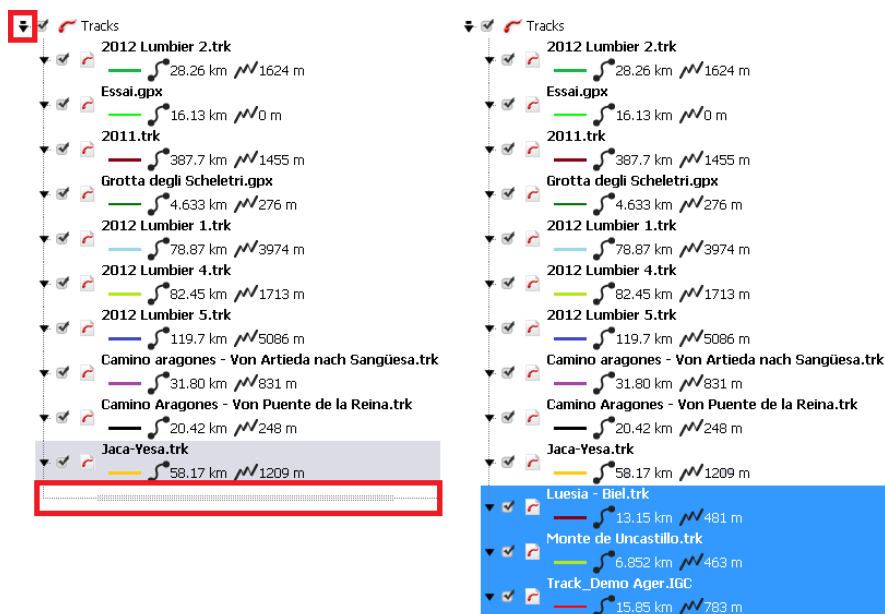 Tracks
2012 Lumbier 2.trk
28.26 km 1624 m
Essai.gpx
16.13 km 0 m
2011.trk
387.7 km 1455 m
Grotta degli Scheletri.gpx
4.633 km 276 m
2012 Lumbier 1.trk
78.87 km 3974 m
2012 Lumbier 4.trk
82.45 km 1713 m
2012 Lumbier 5.trk
119.7 km 5086 m
Camino aragones - Von Artieda nach Sangüesa.trk
31.80 km 831 m
Camino Aragones - Von Puente de la Reina.trk
20.42 km 248 m
Jaca-Yesa.trk
58.17 km 1209 m
Tracks
2012 Lumbier 2.trk
28.26 km 1624 m
Essai.gpx
16.13 km 0 m
2011.trk
387.7 km 1455 m
Grotta degli Scheletri.gpx
4.633 km 276 m
2012 Lumbier 1.trk
78.87 km 3974 m
2012 Lumbier 4.trk
82.45 km 1713 m
2012 Lumbier 5.trk
119.7 km 5086 m
Camino aragones - Von Artieda nach Sangüesa.trk
31.80 km 831 m
Camino Aragones - Von Puente de la Reina.trk
20.42 km 248 m
Jaca-Yesa.trk
58.17 km 1209 m
Luesia - Biel.trk
13.15 km 481 m
Monte de Uncastillo.trk
6.852 km 463 m
Track_Demo Ager.IGC
15.85 km 783 m